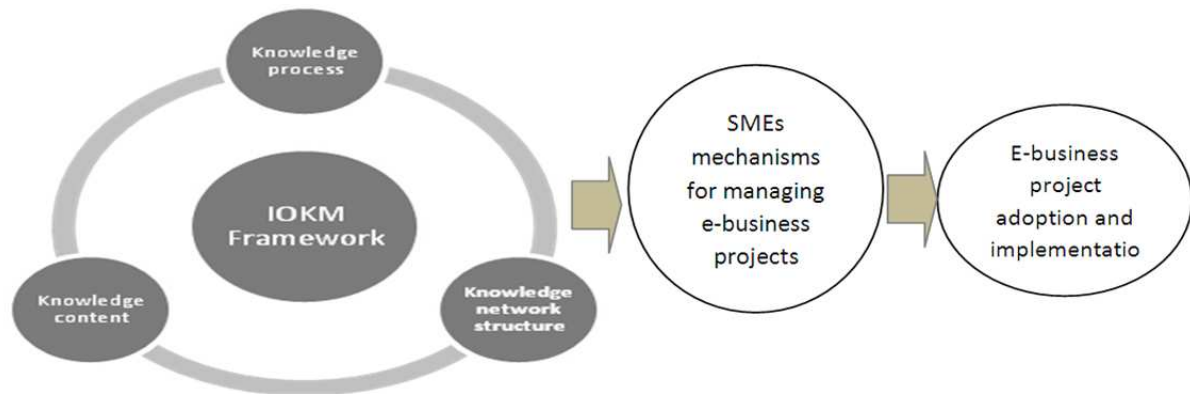 Knowledge
process
IOKM
Framework
Knowledge
content
Knowledge
network
structure
SMEs
mechanisms
for managing
e-business
projects
E-business
project
adoption and
implementatio